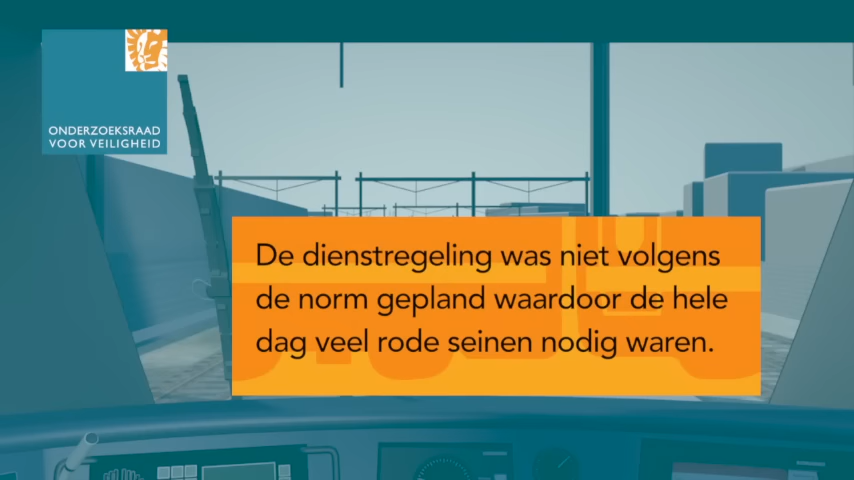 ONDERZOEKSRAAD
VOOR VEILIGHEID
De dienstregeling was niet volgens
de norm gepland waardoor de hele
dag veel rode seinen nodig waren.